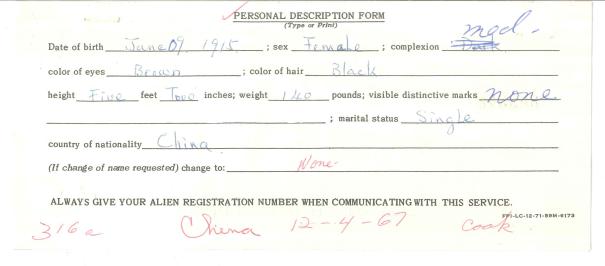 PERSONAL DESCRIPTION FORM
(Type or Print)
med.
Date of birth June 09, 1915 ; sex Female ; complexion Dark
color of eyes Brown ; color of hair Black
height Five feet Two inches; weight 140 pounds; visible distinctive marks none
; marital status Single
country of nationality China
(If change of name requested) change to: None
ALWAYS GIVE YOUR ALIEN REGISTRATION NUMBER WHEN COMMUNICATING WITH THIS SERVICE.
FPI-LC-12-71-50M-6173
316a China 12-4-67 Cook